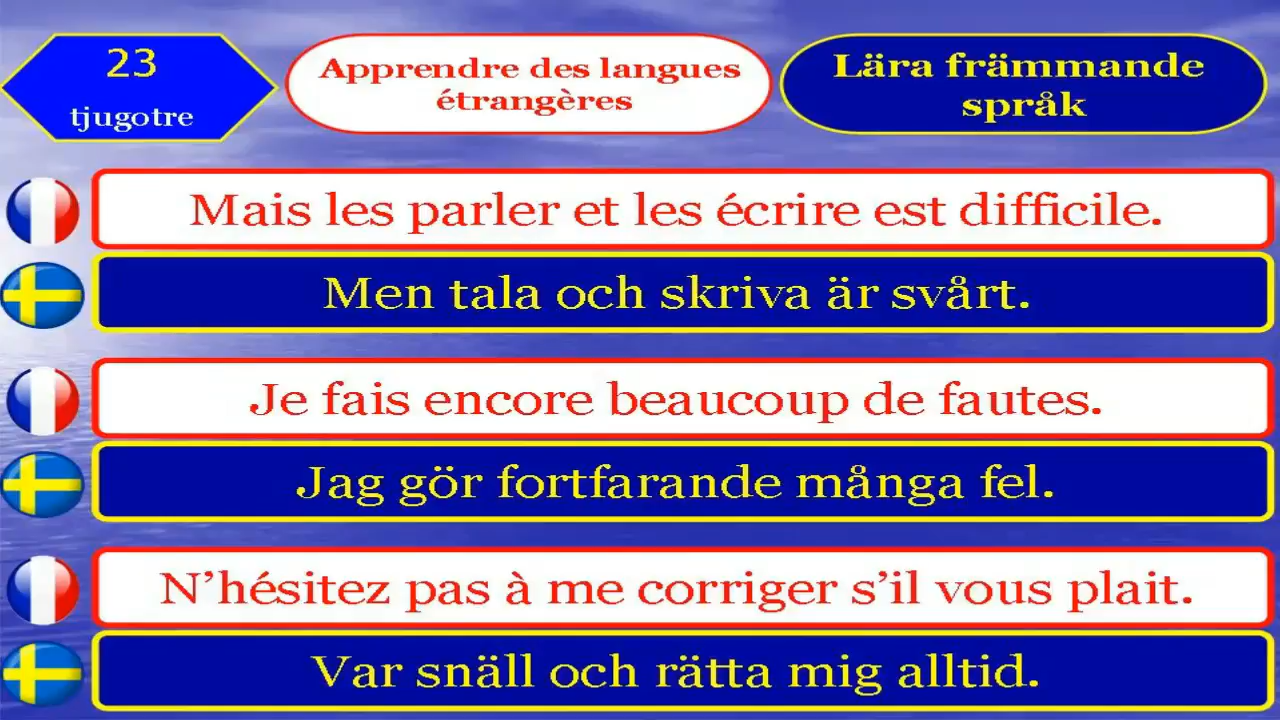 23
tjugotre
Apprendre des langues
étrangères
Lära främmande
språk
Mais les parler et les écrire est difficile.
Men tala och skriva är svårt.
Je fais encore beaucoup de fautes.
Jag gör fortfarande många fel.
N’hésitez pas à me corriger s’il vous plait.
Var snäll och rätta mig alltid.